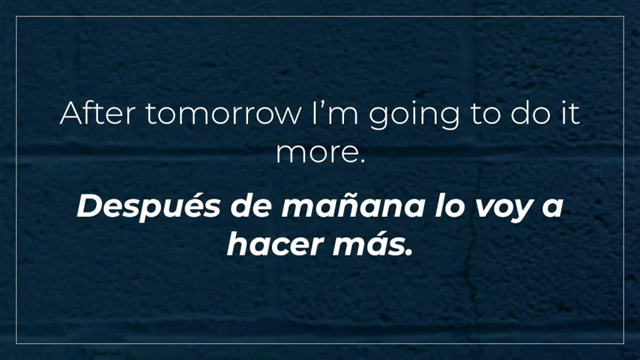 After tomorrow I'm going to do it
more.
Después de mañana lo voy a
hacer más.